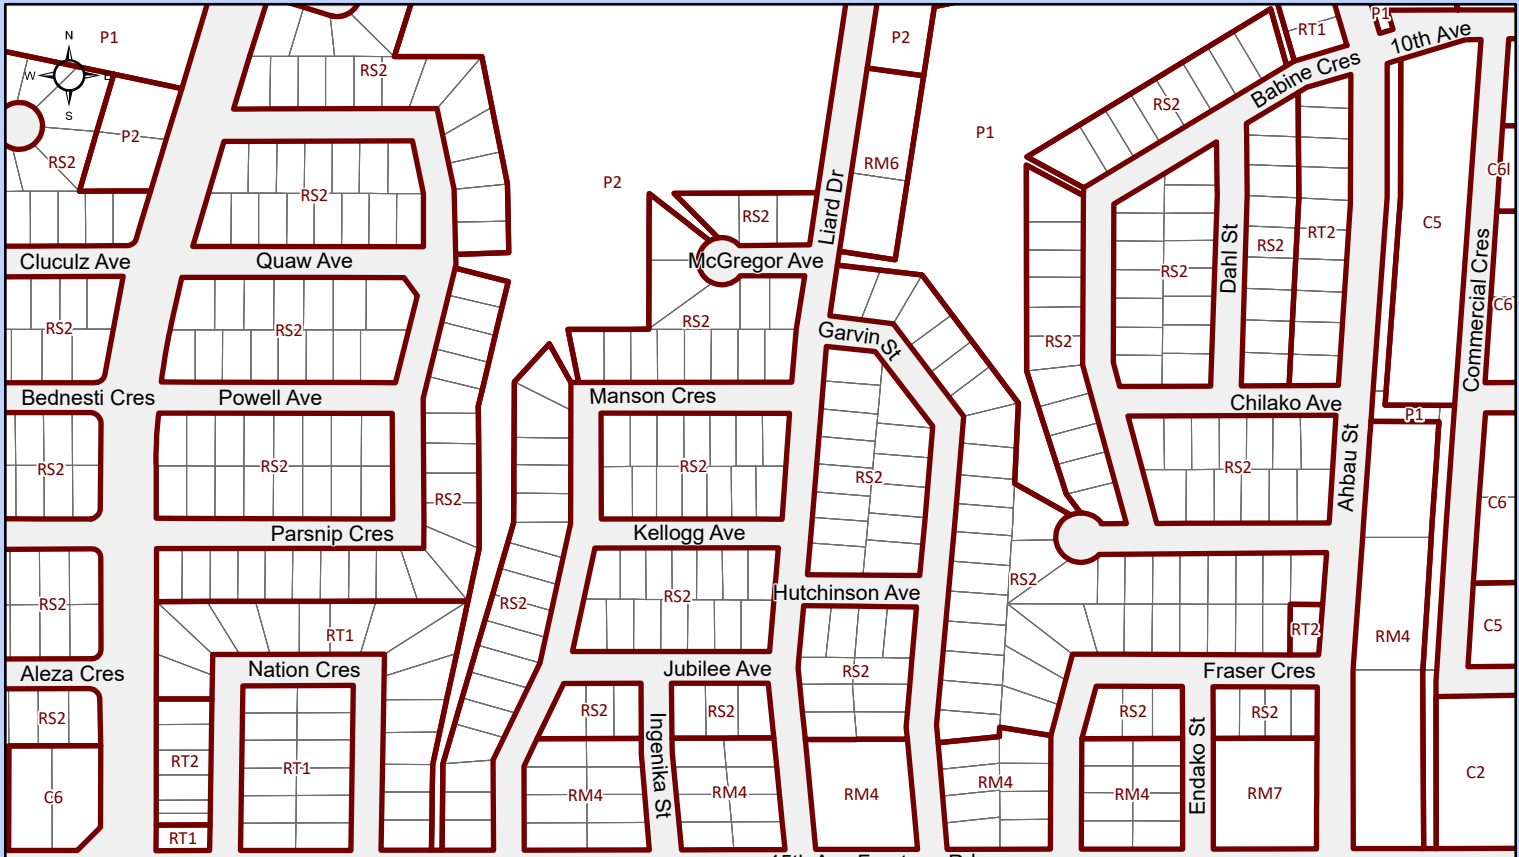 P1
N
W
E
S
P2
RS2
RS2
P2
RM6
P1
RT1
P1
10th Ave
Babine Cres
RS2
C6l
C5
RS2
P2
RS2
Liard Dr
Dahl St
RS2
RT2
RS2
Commercial Cres
Cluculz Ave
Quaw Ave
McGregor Ave
C6
RS2
RS2
RS2
Garvin St
RS2
Bednesti Cres
Powell Ave
Manson Cres
Chilako Ave
P1
Ahbau St
RS2
RS2
RS2
RS2
RS2
RS2
C6
Parsnip Cres
Kellogg Ave
RS2
RS2
RS2
RS2
Hutchinson Ave
RT1
RT2
RM4
C5
Aleza Cres
Nation Cres
Jubilee Ave
RS2
Fraser Cres
RS2
RS2
RS2
RS2
RS2
Ingenika St
Endako St
RT2
RT1
C6
RM4
RM4
RM4
RM4
RM4
RM7
C2
RT1